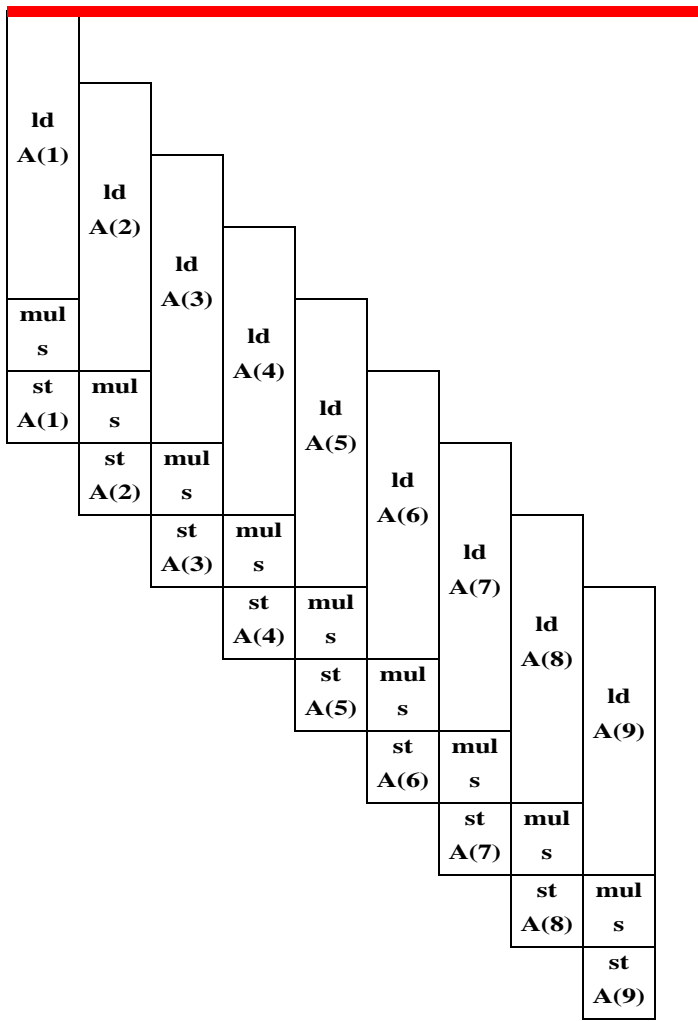 ld
A(1)
mul
s
st
A(1)
ld
A(2)
mul
s
st
A(2)
ld
A(3)
mul
s
st
A(3)
ld
A(4)
mul
s
st
A(4)
ld
A(5)
mul
s
st
A(5)
ld
A(6)
mul
s
st
A(6)
ld
A(7)
mul
s
st
A(7)
ld
A(8)
mul
s
st
A(8)
ld
A(9)
mul
s
st
A(9)